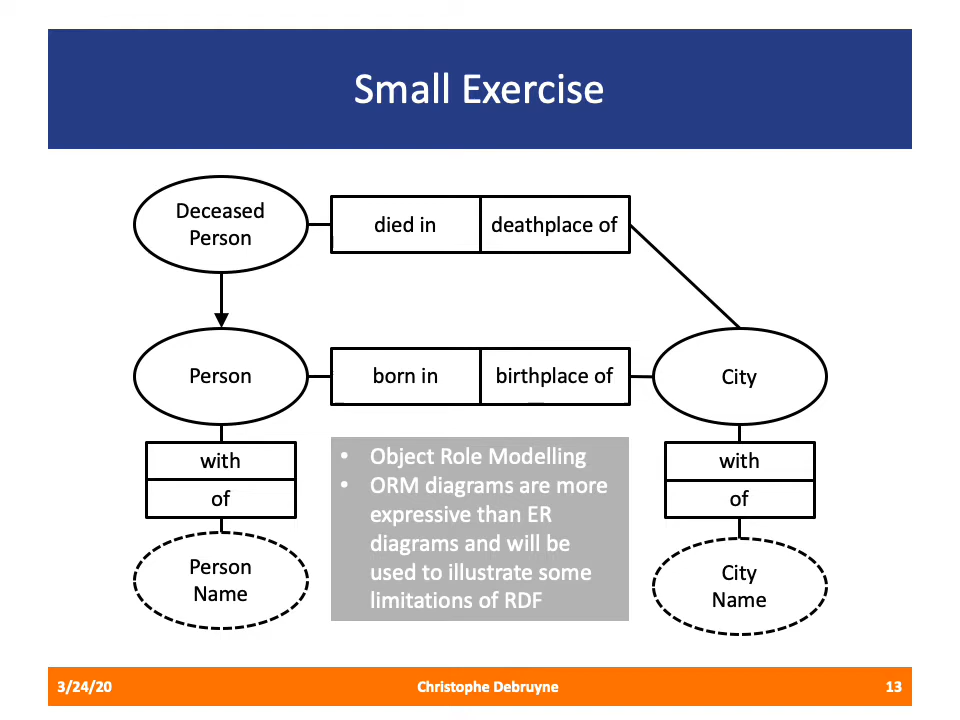 Small Exercise
Deceased
Person
died in
deathplace of
Person
born in
birthplace of
City
with
of
Person
Name
• Object Role Modelling
• ORM diagrams are more
expressive than ER
diagrams and will be
used to illustrate some
limitations of RDF
with
of
City
Name
3/24/20
Christophe Debruyne
13